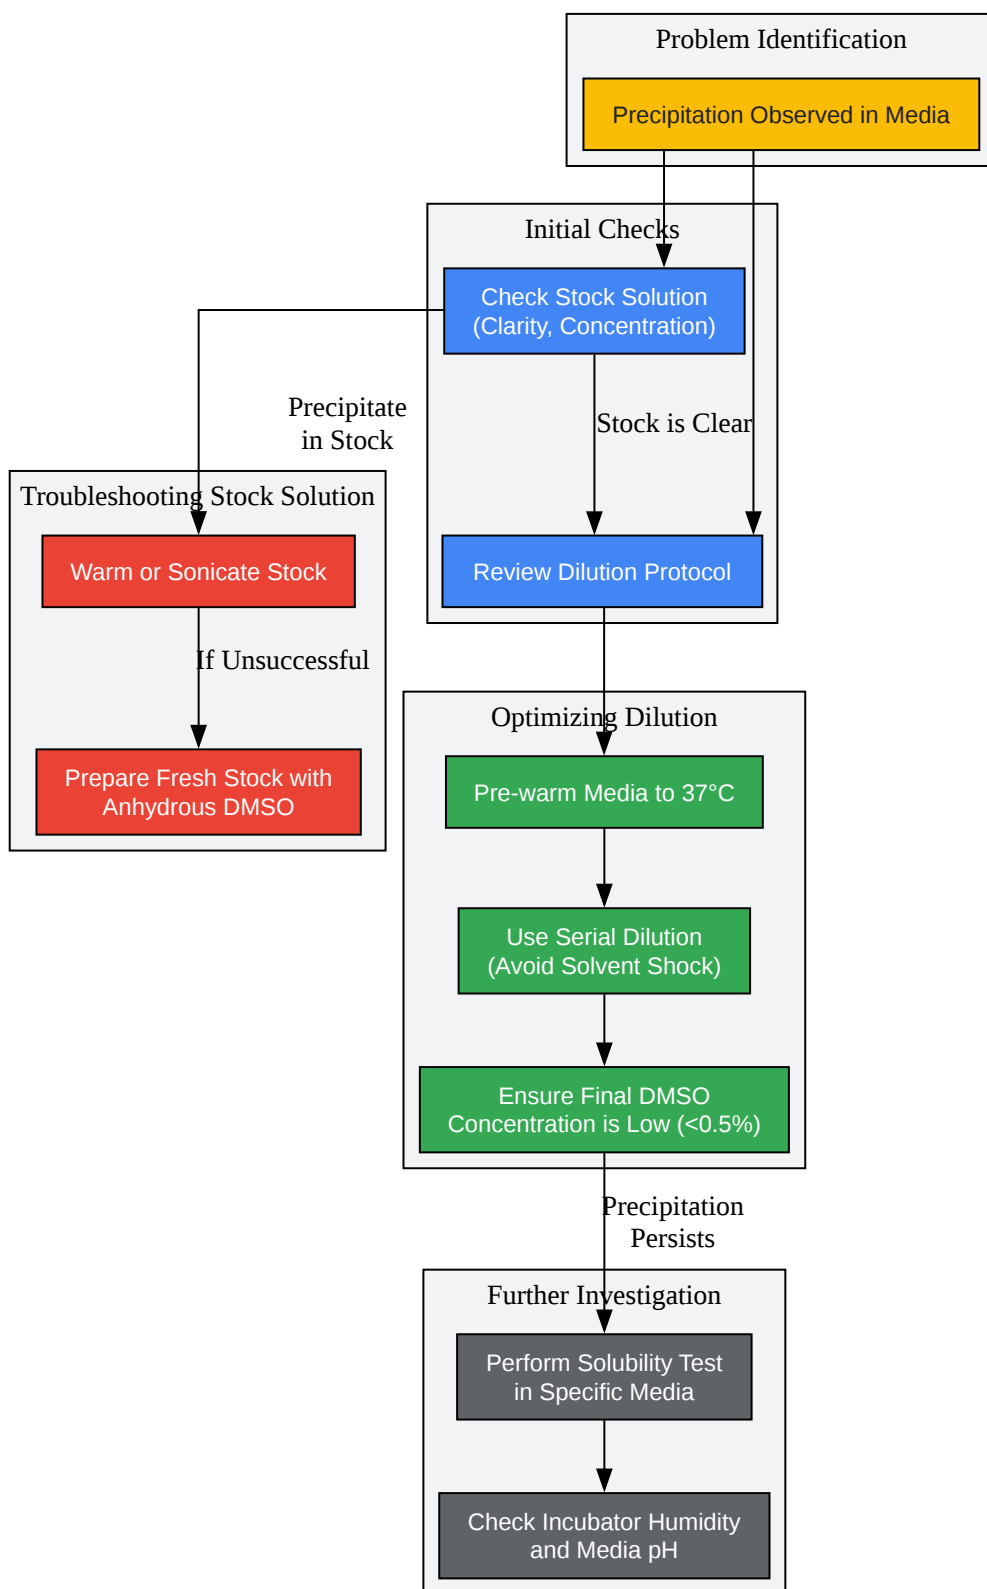 Problem Identification
Precipitation Observed in Media
Initial Checks
Check Stock Solution
(Clarity, Concentration)
Precipitate
in Stock
Stock is Clear
Troubleshooting Stock Solution
Warm or Sonicate Stock
Review Dilution Protocol
If Unsuccessful
Prepare Fresh Stock with
Anhydrous DMSO
Optimizing Dilution
Pre-warm Media to 37°C
Use Serial Dilution
(Avoid Solvent Shock)
Ensure Final DMSO
Concentration is Low (<0.5%)
Precipitation
Persists
Further Investigation
Perform Solubility Test
in Specific Media
Check Incubator Humidity
and Media pH